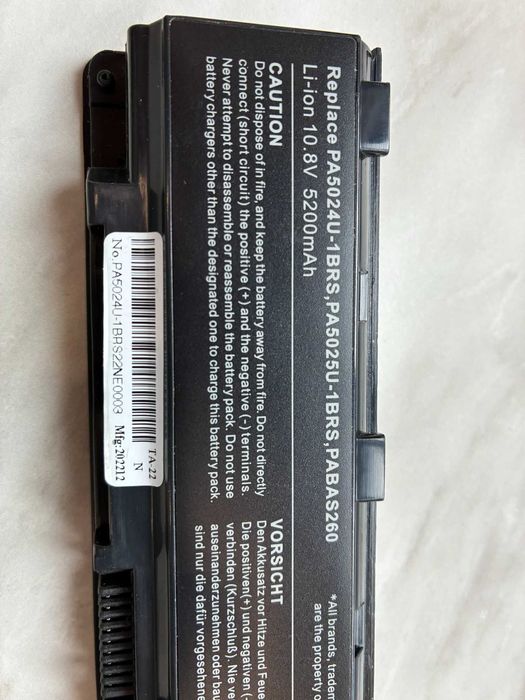 Replace PA5024U-1BRS,PA5025U-1BRS,PABAS260
Li-ion 10.8V 5200mAh
*All brands, tradem
are the property o
CAUTION
Do not dispose of in fire, and keep the battery away from fire. Do not directly
connect (short circuit) the positive (+) and the negative (-) terminals.
Never attempt to disassemble or reassemble the battery pack. Do not use
battery chargers other than the designated one to charge this battery pack.
VORSICHT
Den Akkusatz vor Hitze und Feue
Die positiven(+) und negativen (-
verbinden (Kurzschluß). Nie ve
auseinanderzunehmen oder bau
sind nur die dafür vorgesehene
TA-22
N
No.PA5024U-1BRS22NE0003 Mfg:202212